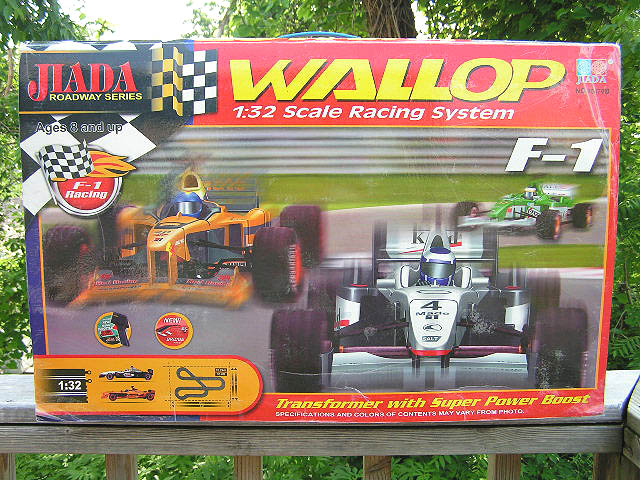 JIADA
ROADWAY SERIES
WALLOP
1:32 Scale Racing System
JIADA
Ages 8 and up
F-1
F-1
Racing
4
NEW!
1:32
Transformer with Super Power Boost
SPECIFICATIONS AND COLORS OF CONTENTS MAY VARY FROM PHOTO.